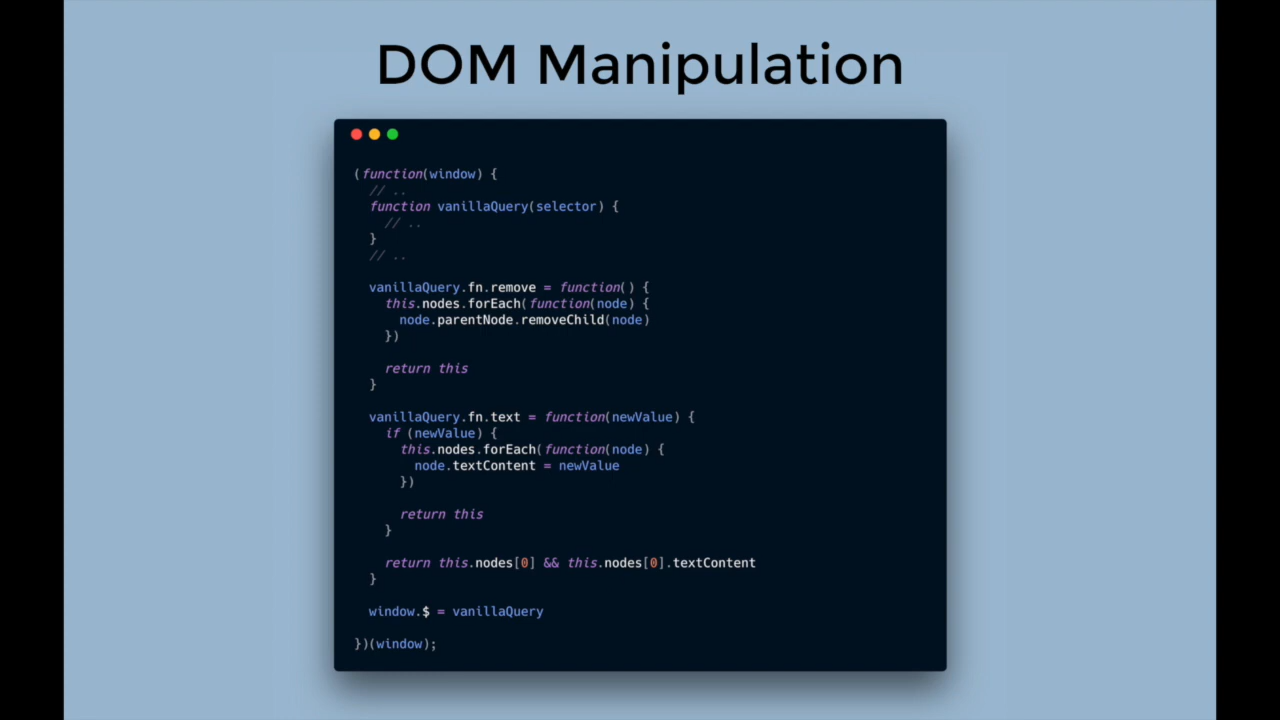 DOM Manipulation
(function(window) {
  // ..
  function vanillaQuery(selector) {
    // ..
  }
  // ..

  vanillaQuery.fn.remove = function() {
    this.nodes.forEach(function(node) {
      node.parentNode.removeChild(node)
    })

    return this
  }

  vanillaQuery.fn.text = function(newValue) {
    if (newValue) {
      this.nodes.forEach(function(node) {
        node.textContent = newValue
      })

      return this
    }

    return this.nodes[0] && this.nodes[0].textContent
  }

  window.$ = vanillaQuery

})(window);